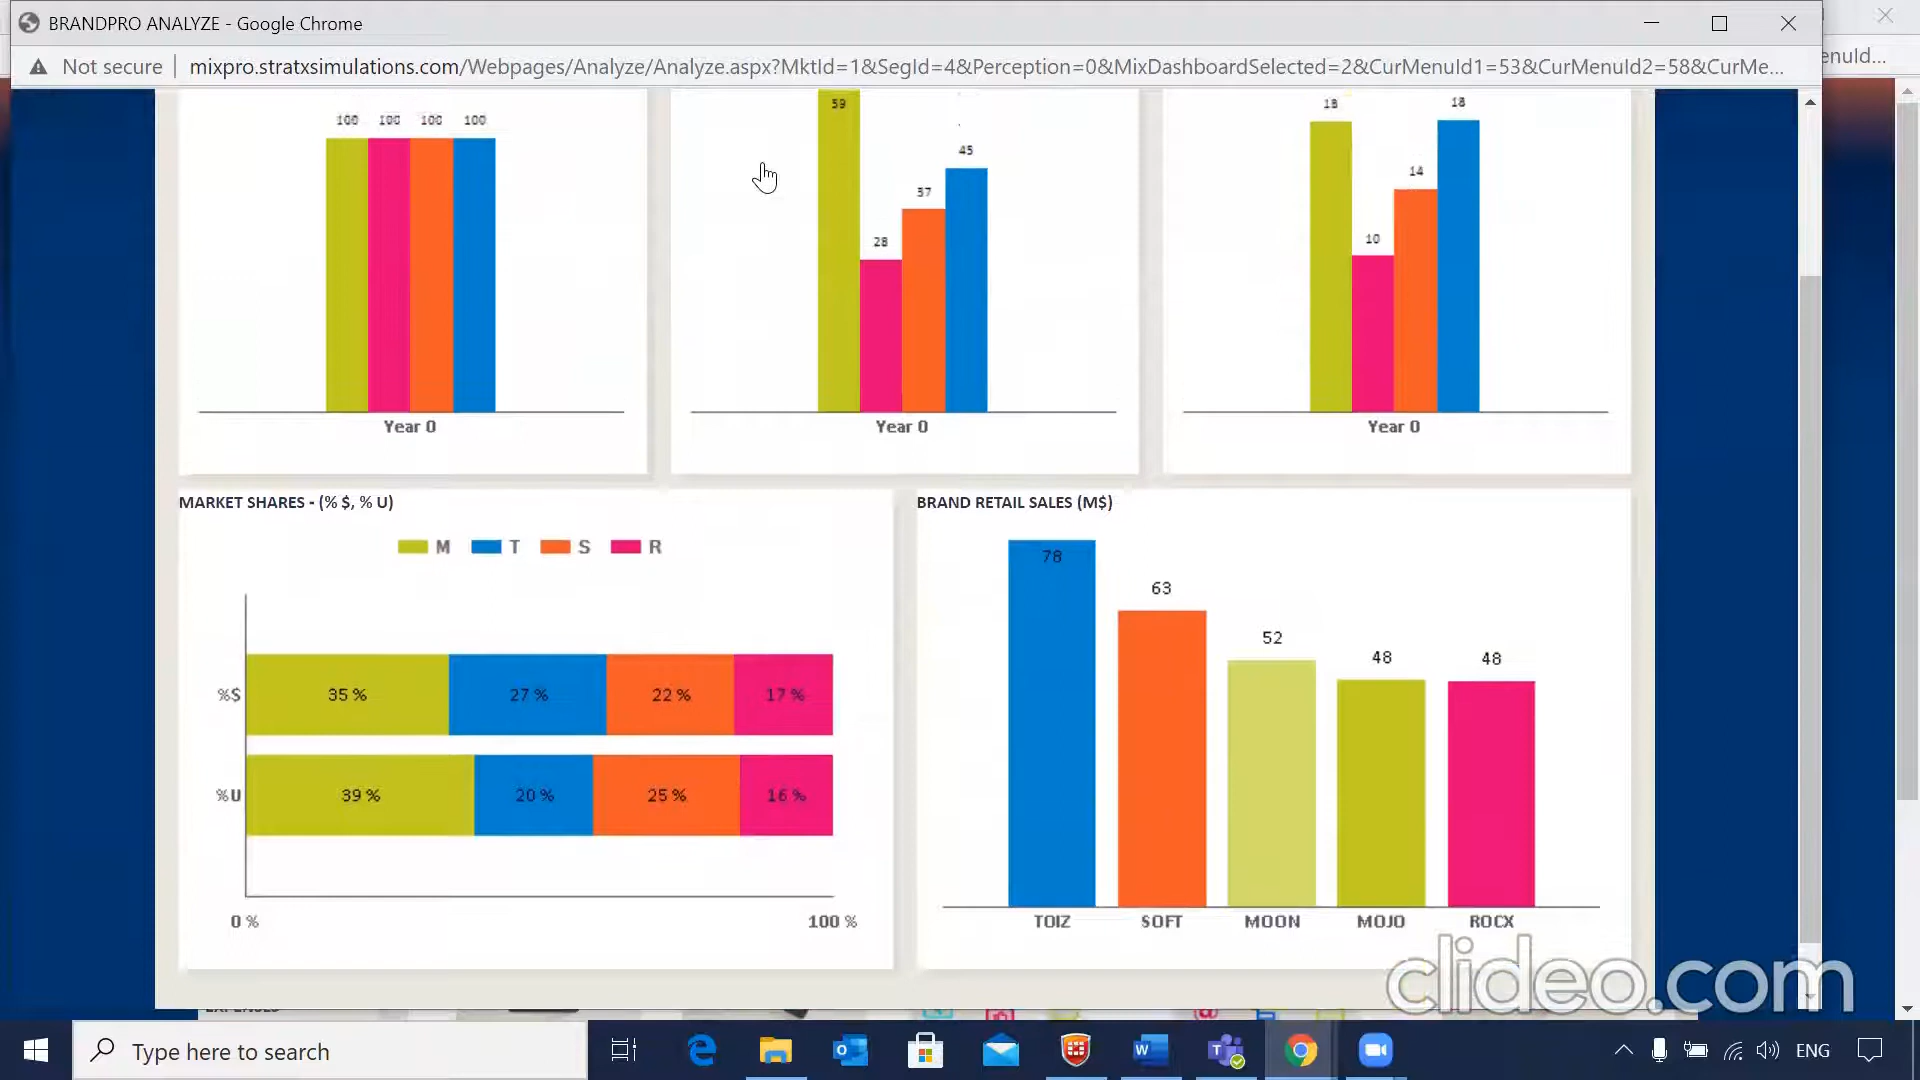 BRANDPRO ANALYZE - Google Chrome
Not secure
mixpro.stratxsimulations.com/Webpages/Analyze/Analyze.aspx?MktId=1&SegId=4&Perception=0&MixDashboardSelected=2&CurMenuId1=53&CurMenuId2=58&CurMe...
enuId...
100 100 100 100
Year 0
59 28 37 45
Year 0
18 10 14 18
Year 0
MARKET SHARES - (% $, % U)
M T S R
%$ 35 % 27 % 22 % 17 %
%U 39 % 20 % 25 % 16 %
0 % 100 %
BRAND RETAIL SALES (M$)
78 63 52 48 48
TOIZ SOFT MOON MOJO ROCX
clideo.com
Type here to search
ENG